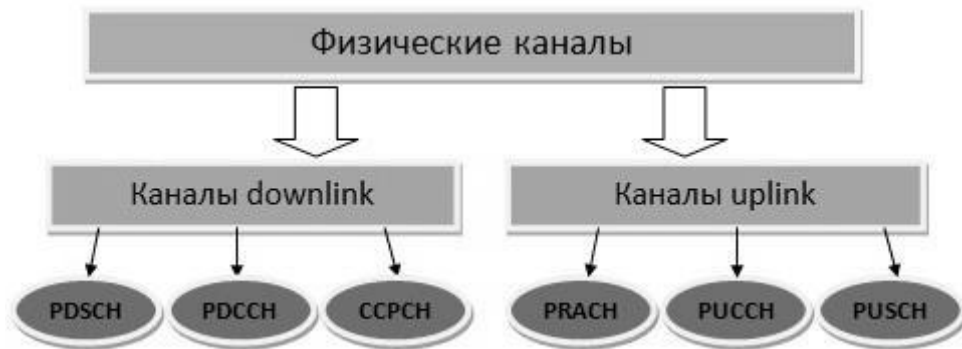 Физические каналы
Каналы downlink
Каналы uplink
PDSCH
PDCCH
CCPCH
PRACH
PUCCH
PUSCH